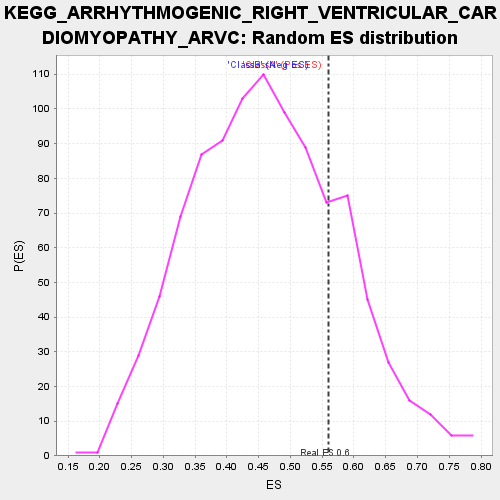 KEGG_ARRHYTHMOGENIC_RIGHT_VENTRICULAR_CAR
DIOMYOPATHY_ARVC: Random ES distribution
110
100
90
80
70
60
50
40
30
20
10
0
P(ES)
Real ES 0.6
0.15 0.20 0.25 0.30 0.35 0.40 0.45 0.50 0.55 0.60 0.65 0.70 0.75 0.80
ES